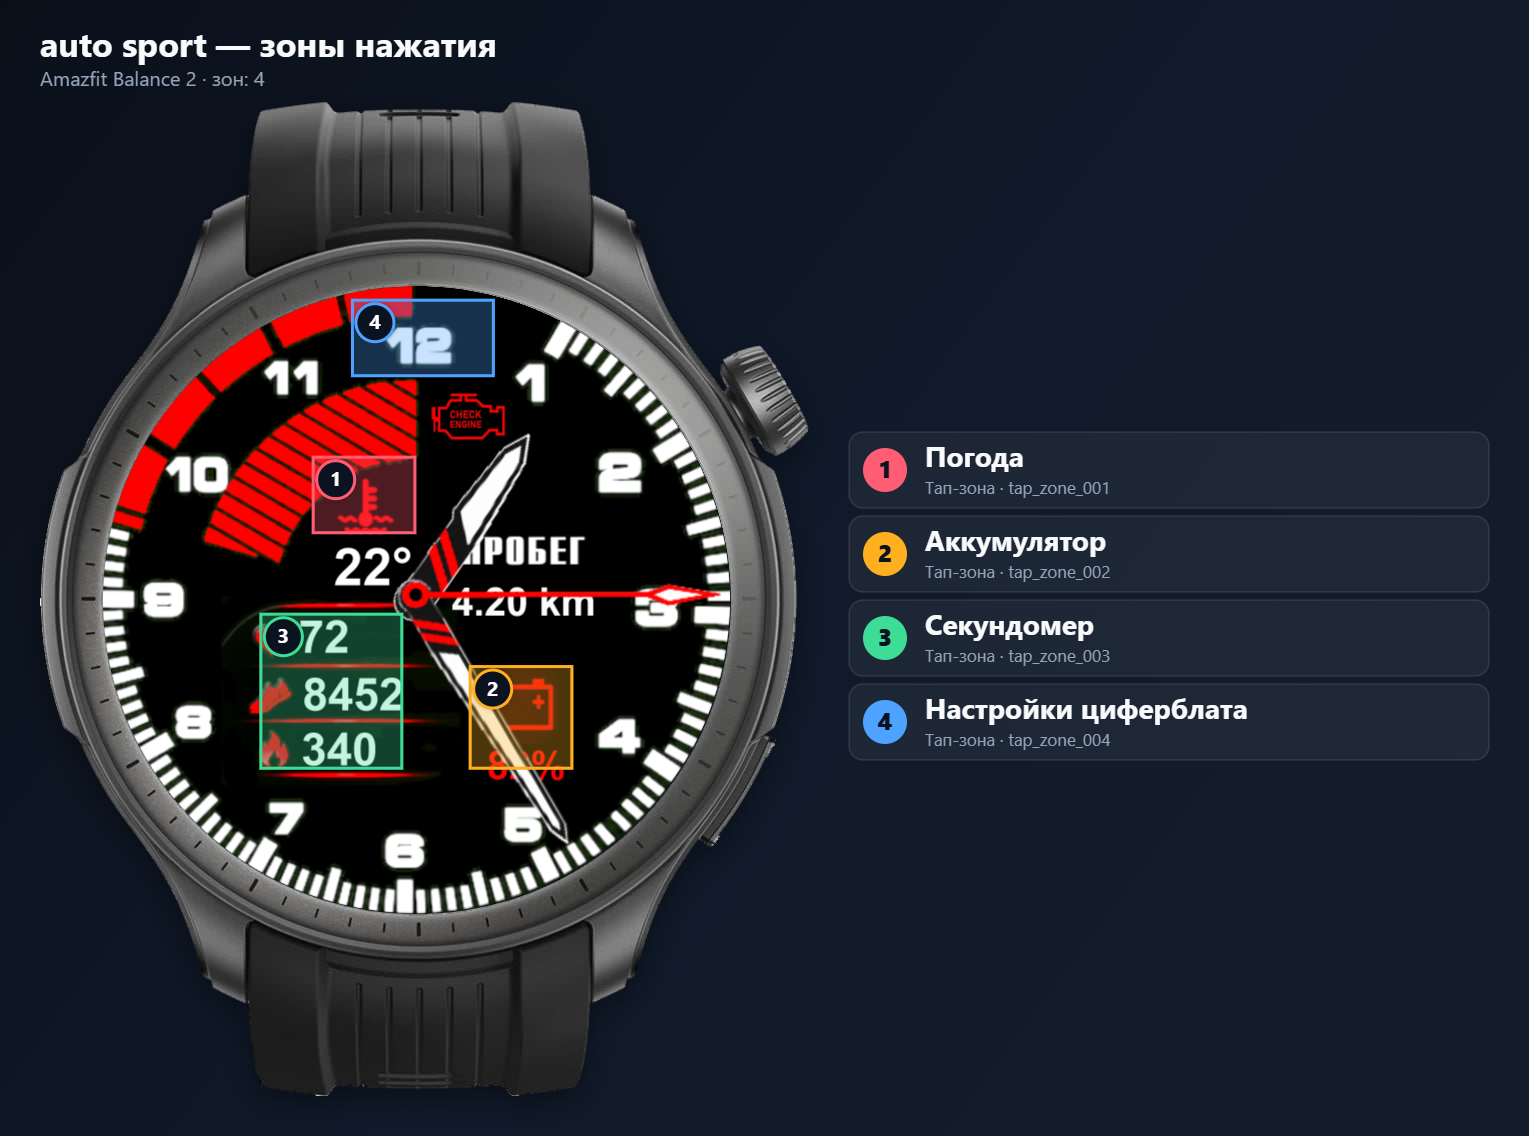 auto sport — зоны нажатия
Amazfit Balance 2 · зон: 4
4
12
11
1
CHECK
ENGINE
10
2
1
22°
ПРОБЕГ
9
4.20 km
3
3
72
8452
2
8
340
4
8 %
7
5
6
1
Погода
Тап-зона · tap_zone_001
2
Аккумулятор
Тап-зона · tap_zone_002
3
Секундомер
Тап-зона · tap_zone_003
4
Настройки циферблата
Тап-зона · tap_zone_004